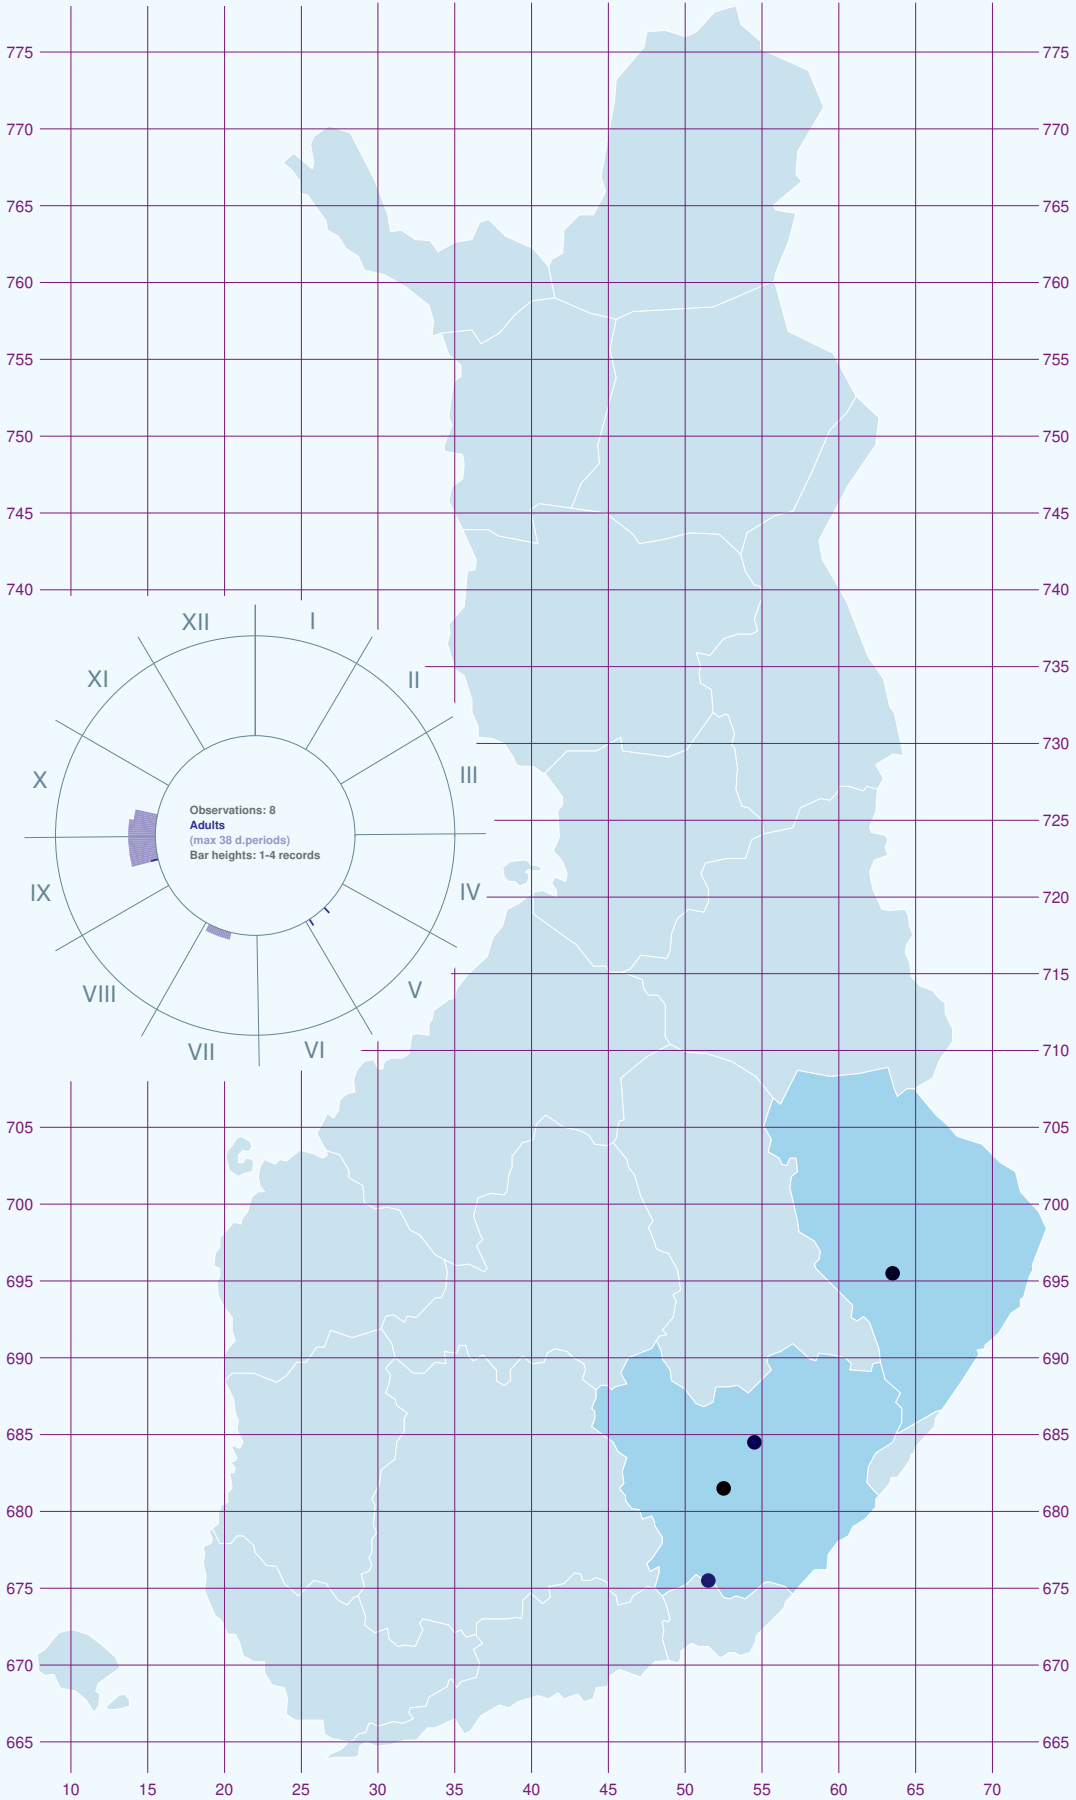 775 775
770 770
765 765
760 760
755 755
750 750
745 745
740 740
XII I
XI II
735
730
X III
725
Observations: 8
Adults
(max 38 d.periods)
Bar heights: 1-4 records
IX IV
720
715
VIII V
VII VI
710
705 705
700 700
695 695
690 690
685 685
680 680
675 675
670 670
665 665
10 15 20 25 30 35 40 45 50 55 60 65 70